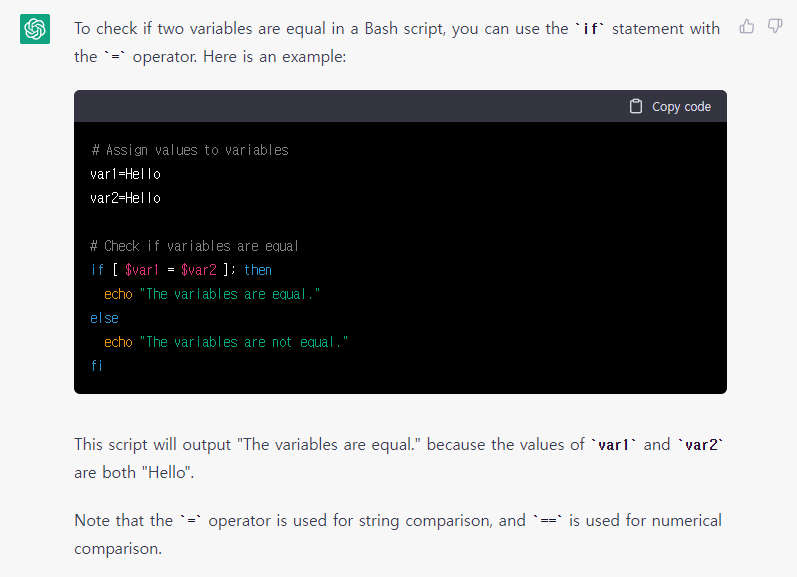 To check if two variables are equal in a Bash script, you can use the `if` statement with
the `=` operator. Here is an example:
Copy code
# Assign values to variables
var1=Hello
var2=Hello
# Check if variables are equal
if [ $var1 = $var2 ]; then
  echo "The variables are equal."
else
  echo "The variables are not equal."
fi
This script will output "The variables are equal." because the values of `var1` and `var2`
are both "Hello".
Note that the `=` operator is used for string comparison, and `==` is used for numerical
comparison.